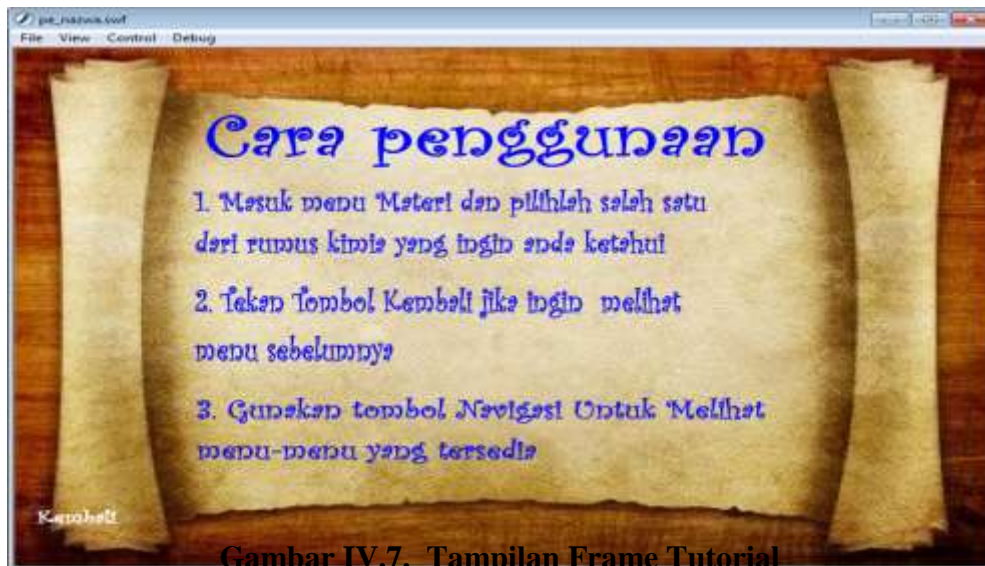 pe_nazwa.swf
File View Control Debug
Cara penggunaan
1. Masuk menu Materi dan pilihlah salah satu
dari rumus kimia yang ingin anda ketahui
2. Tekan Tombol Kembali jika ingin melihat
menu sebelumnya
3. Gunakan tombol Navigasi Untuk Melihat
menu-menu yang tersedia
Kembali
Gambar IV.7. Tampilan Frame Tutorial